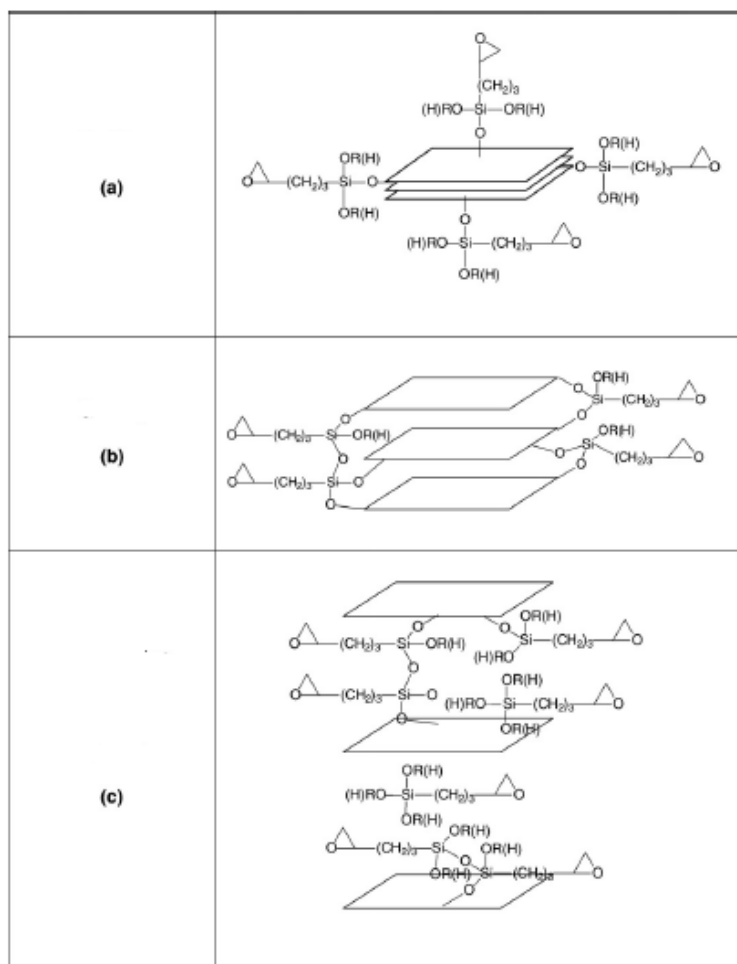 (a)
O
(CH₂)₃
(H)RO—Si—OR(H)
O
OR(H)
OR(H)
O
(CH₂)₃
Si
O
O
Si
(CH₂)₃
O
OR(H)
OR(H)
O
(H)RO
Si
(CH₂)₃
O
OR(H)
(b)
OR(H)
O
Si
(CH₂)₃
O
O
O
O
(CH₂)₃
Si
OR(H)
OR(H)
O
O
Si
(CH₂)₃
O
O
(CH₂)₃
Si
O
O
O
(c)
O
OR(H)
O
O
(CH₂)₃
Si
OR(H)
Si
(CH₂)₃
O
(H)RO
O
OR(H)
O
(CH₂)₃
Si
O
(H)RO
Si
(CH₂)₃
O
O
OR(H)
OR(H)
(H)RO
Si
(CH₂)₃
O
OR(H)
OR(H)
O
(CH₂)₃
Si
OR(H)
O
OR(H)
Si
(CH₂)₃
O
O